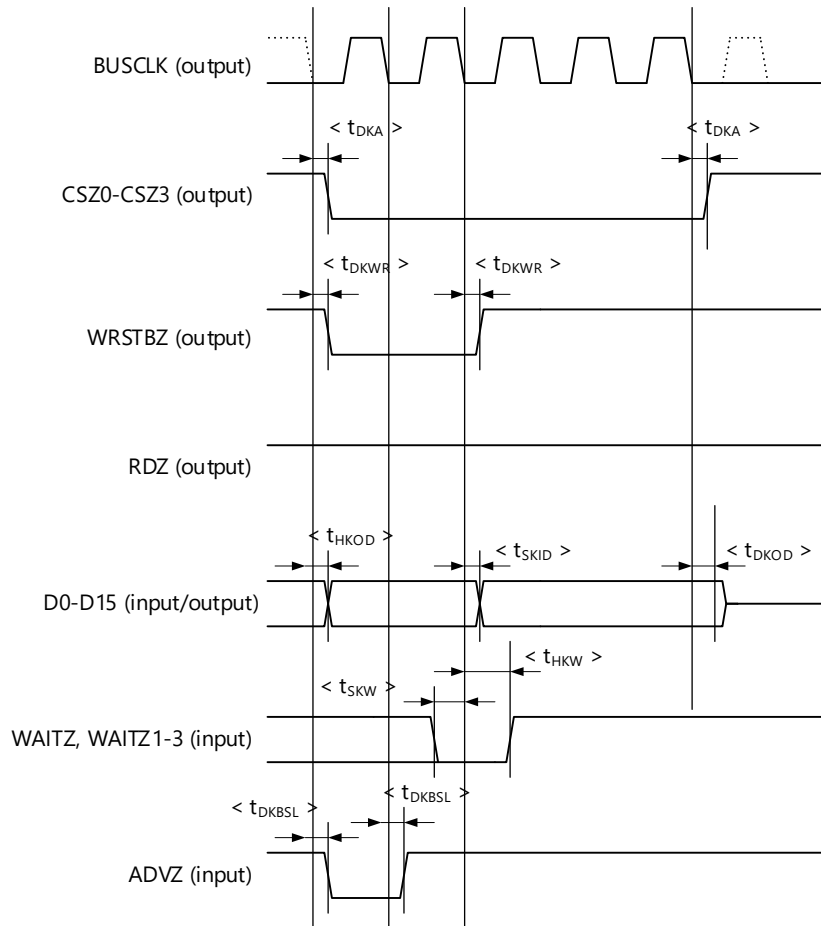 BUSCLK (output)
< tDKA >
< tDKA >
CSZ0-CSZ3 (output)
< tDKWR >
< tDKWR >
WRSTBZ (output)
RDZ (output)
< tHKOD >
< tSKID >
< tDKOD >
D0-D15 (input/output)
< tHKW >
< tSKW >
WAITZ, WAITZ1-3 (input)
< tDKBSL >
< tDKBSL >
ADVZ (input)